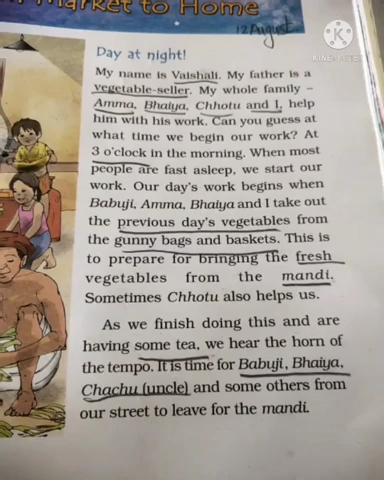 Market to Home
12 August
KINEMASTER
Day at night!
My name is Vaishali. My father is a
vegetable-seller. My whole family –
Amma, Bhaiya, Chhotu and I, help
him with his work. Can you guess at
what time we begin our work? At
3 o'clock in the morning. When most
people are fast asleep, we start our
work. Our day's work begins when
Babuji, Amma, Bhaiya and I take out
the previous day's vegetables from
the gunny bags and baskets. This is
to prepare for bringing the fresh
vegetables from the mandi.
Sometimes Chhotu also helps us.
As we finish doing this and are
having some tea, we hear the horn of
the tempo. It is time for Babuji, Bhaiya,
Chachu (uncle) and some others from
our street to leave for the mandi.